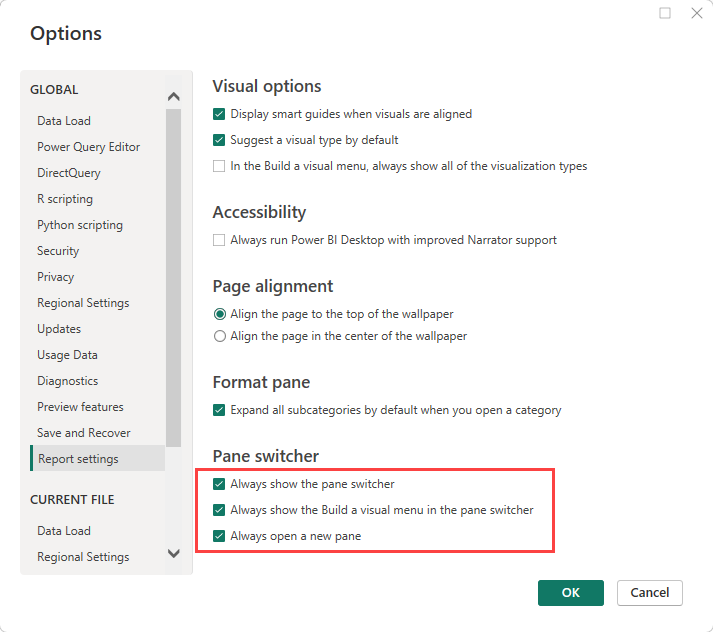 Options
GLOBAL
Data Load
Power Query Editor
DirectQuery
R scripting
Python scripting
Security
Privacy
Regional Settings
Updates
Usage Data
Diagnostics
Preview features
Save and Recover
Report settings
CURRENT FILE
Data Load
Regional Settings
Visual options
Display smart guides when visuals are aligned
Suggest a visual type by default
In the Build a visual menu, always show all of the visualization types
Accessibility
Always run Power BI Desktop with improved Narrator support
Page alignment
Align the page to the top of the wallpaper
Align the page in the center of the wallpaper
Format pane
Expand all subcategories by default when you open a category
Pane switcher
Always show the pane switcher
Always show the Build a visual menu in the pane switcher
Always open a new pane
OK
Cancel